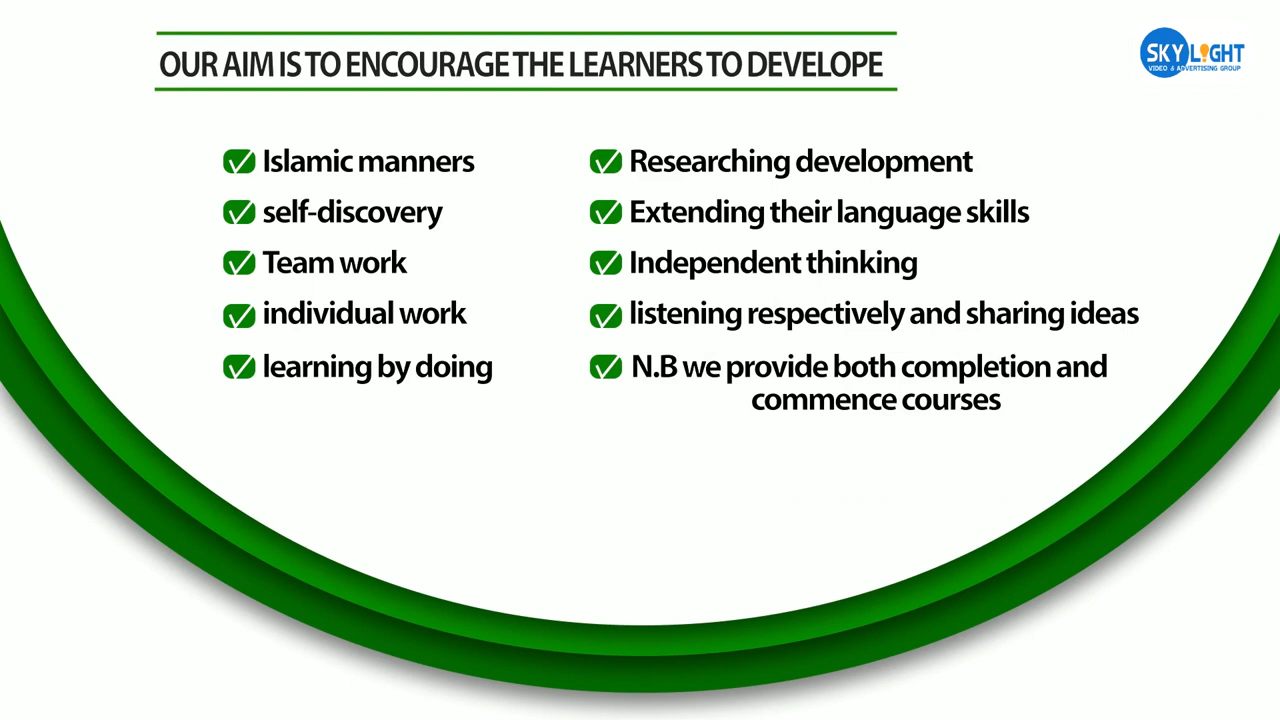 OUR AIM IS TO ENCOURAGE THE LEARNERS TO DEVELOPE
SKYLIGHT
VIDEO & ADVERTISING GROUP
Islamic manners
self-discovery
Team work
individual work
learning by doing
Researching development
Extending their language skills
Independent thinking
listening respectively and sharing ideas
N.B we provide both completion and
commence courses